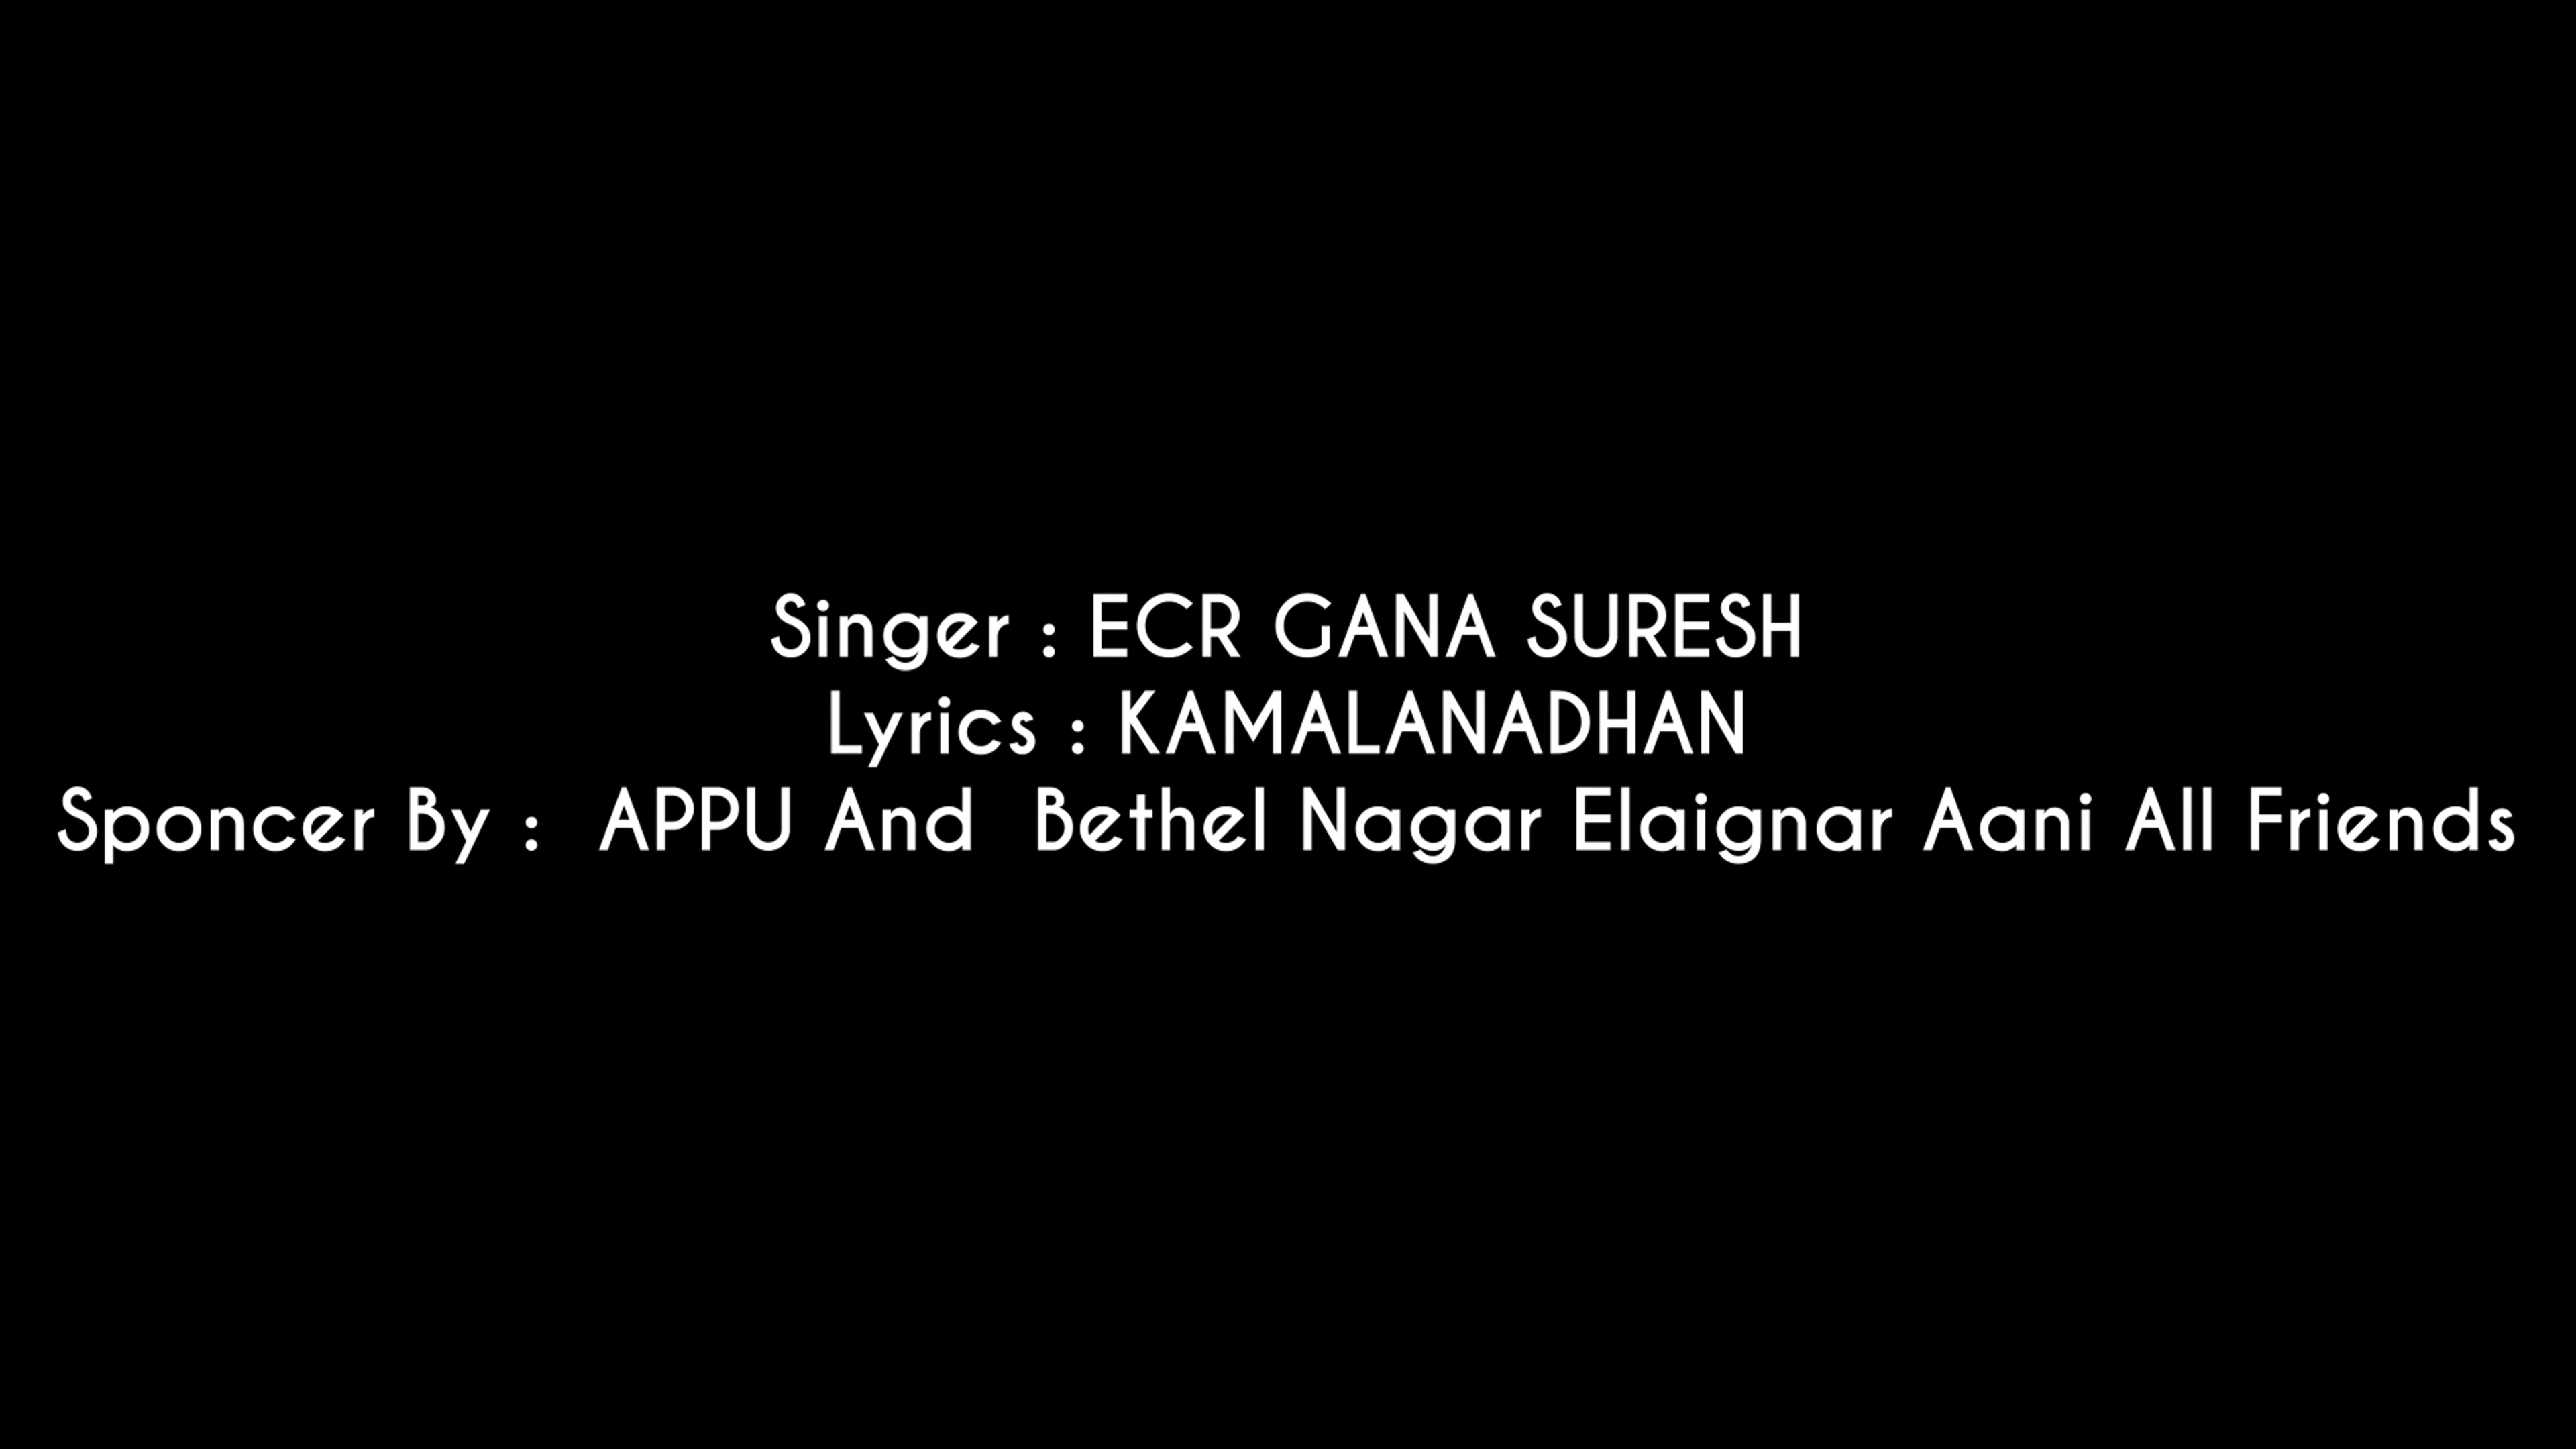 Singer : ECR GANA SURESH
Lyrics : KAMALANADHAN
Sponcer By :  APPU And  Bethel Nagar Elaignar Aani All Friends